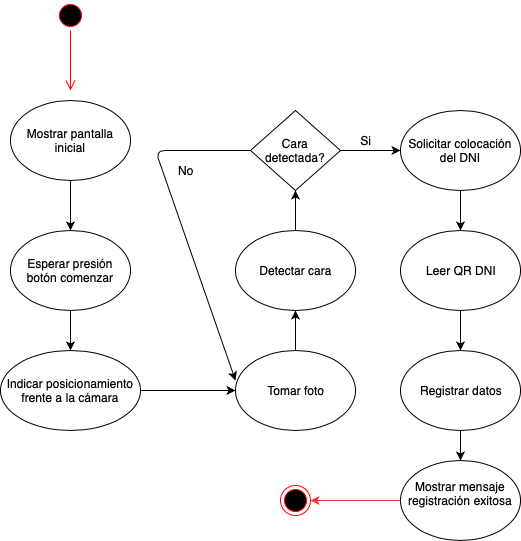 Mostrar pantalla
inicial
Esperar presión
botón comenzar
Indicar posicionamiento
frente a la cámara
Tomar foto
Detectar cara
Cara
detectada?
No
Si
Solicitar colocación
del DNI
Leer QR DNI
Registrar datos
Mostrar mensaje
registración exitosa